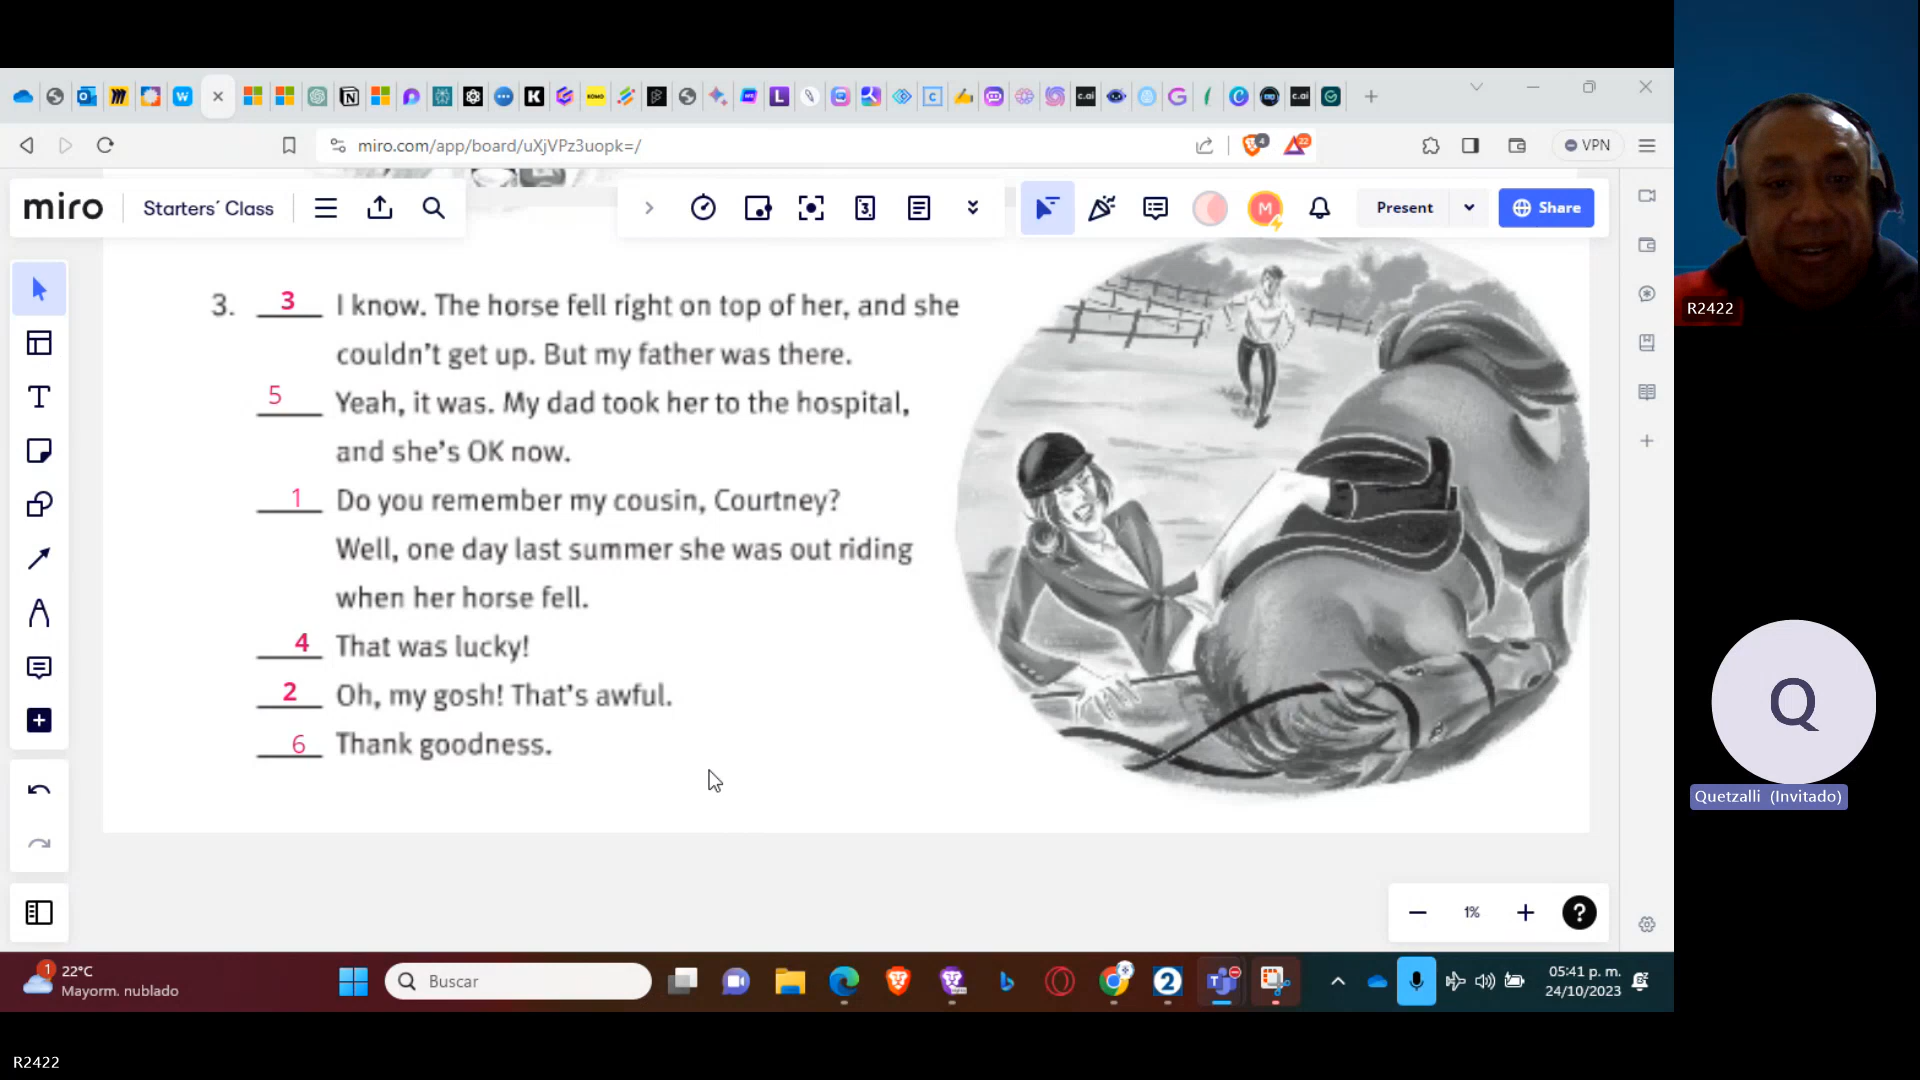 miro.com/app/board/uXjVPz3uopk=/
VPN
miro
Starters´ Class
Present
Share
3. 3 I know. The horse fell right on top of her, and she
couldn't get up. But my father was there.
5 Yeah, it was. My dad took her to the hospital,
and she's OK now.
1 Do you remember my cousin, Courtney?
Well, one day last summer she was out riding
when her horse fell.
4 That was lucky!
2 Oh, my gosh! That's awful.
6 Thank goodness.
1%
R2422
Q
Quetzalli (Invitado)
1
22°C
Mayorm. nublado
Buscar
05:41 p. m.
24/10/2023
R2422